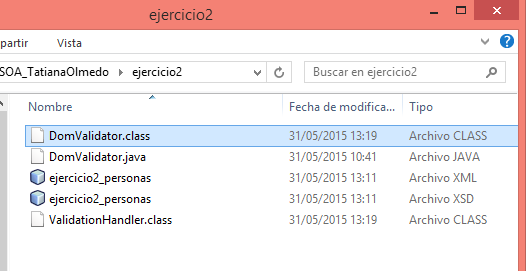 ejercicio2
partir Vista
SOA_TatianaOlmedo ejercicio2 Buscar en ejercicio2
Nombre Fecha de modifica... Tipo
DomValidator.class 31/05/2015 13:19 Archivo CLASS
DomValidator.java 31/05/2015 10:41 Archivo JAVA
ejercicio2_personas 31/05/2015 13:11 Archivo XML
ejercicio2_personas 31/05/2015 13:11 Archivo XSD
ValidationHandler.class 31/05/2015 13:19 Archivo CLASS